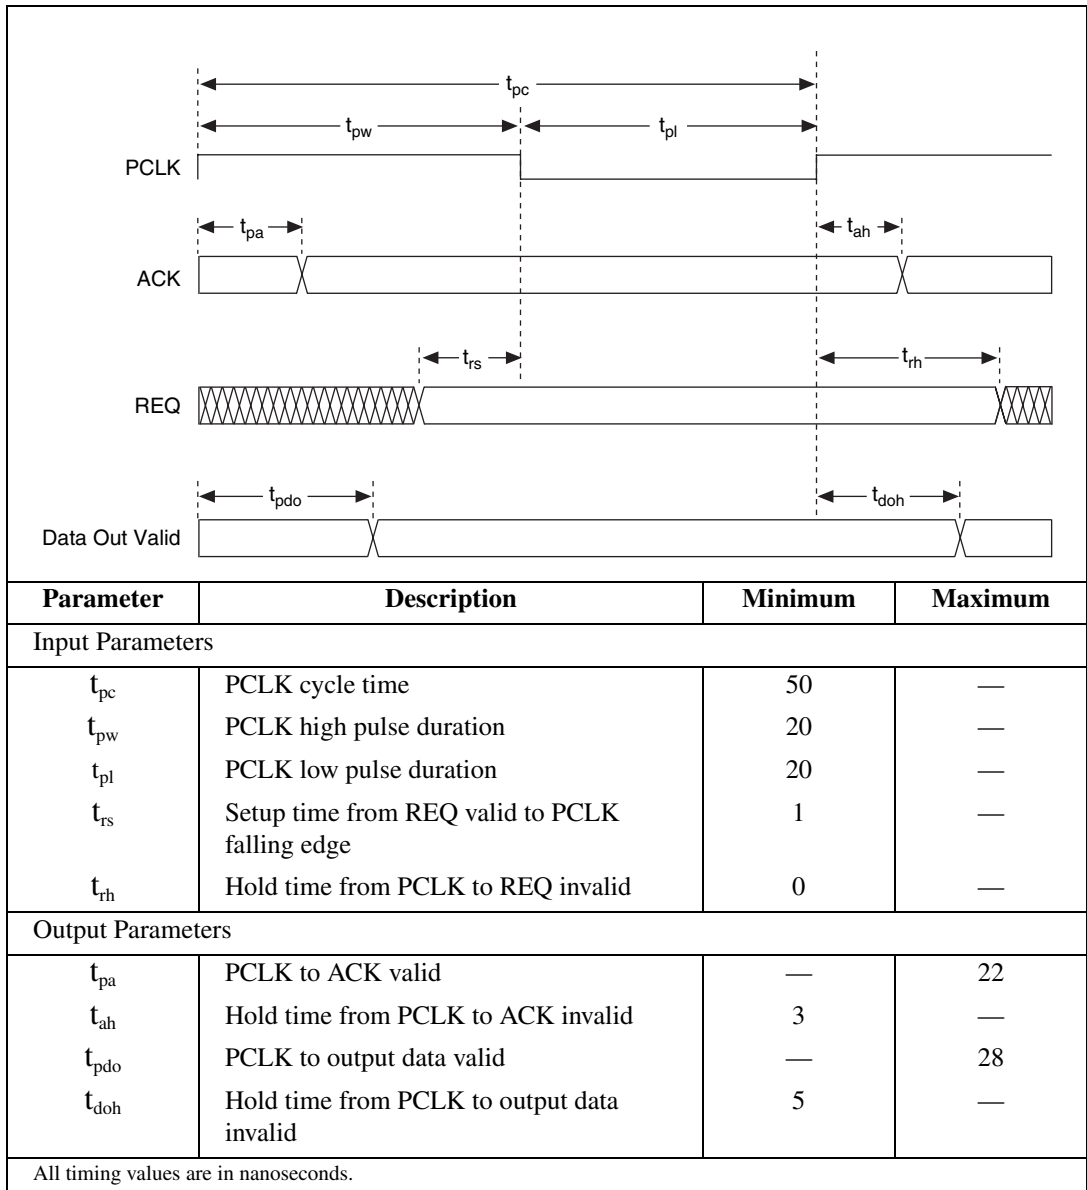 tpc
tpw tpl
PCLK
tpa tah
ACK
trs trh
REQ
tpdo tdoh
Data Out Valid
Parameter Description Minimum Maximum
Input Parameters
tpc PCLK cycle time 50 —
tpw PCLK high pulse duration 20 —
tpl PCLK low pulse duration 20 —
trs Setup time from REQ valid to PCLK 1 —
falling edge
trh Hold time from PCLK to REQ invalid 0 —
Output Parameters
tpa PCLK to ACK valid — 22
tah Hold time from PCLK to ACK invalid 3 —
tpdo PCLK to output data valid — 28
tdoh Hold time from PCLK to output data 5 —
invalid
All timing values are in nanoseconds.